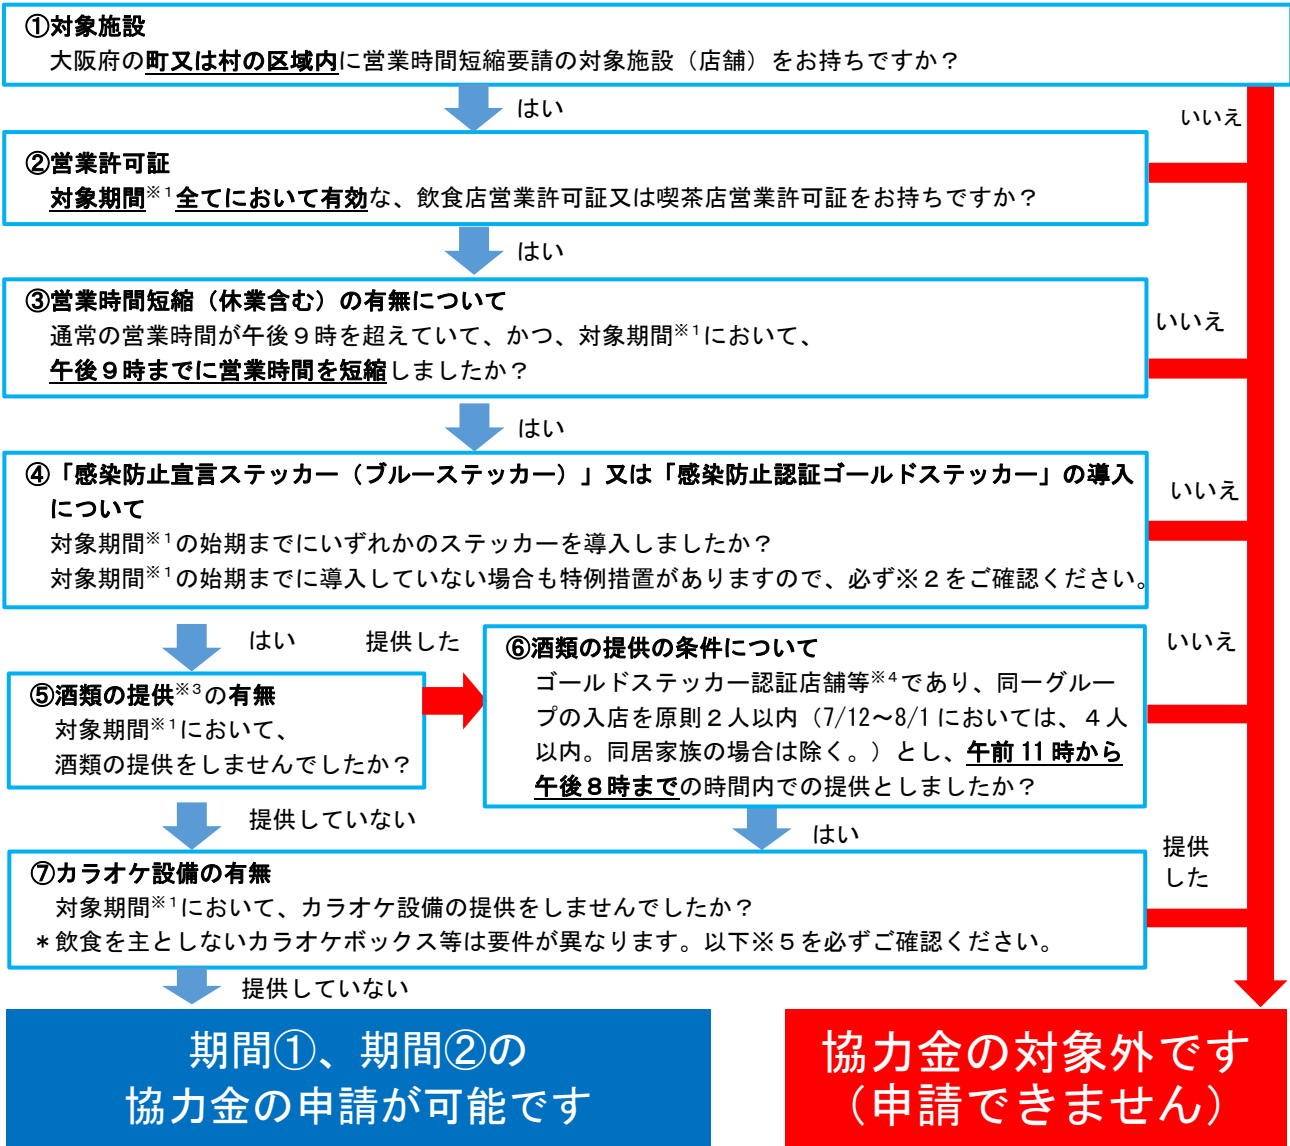 ①対象施設
大阪府の町又は村の区域内に営業時間短縮要請の対象施設（店舗）をお持ちですか？
はい
いいえ
②営業許可証
対象期間※1全てにおいて有効な、飲食店営業許可証又は喫茶店営業許可証をお持ちですか？
はい
③営業時間短縮（休業含む）の有無について
通常の営業時間が午後９時を超えていて、かつ、対象期間※1において、
午後９時までに営業時間を短縮しましたか？
いいえ
はい
④「感染防止宣言ステッカー（ブルーステッカー）」又は「感染防止認証ゴールドステッカー」の導入
について
対象期間※1の始期までにいずれかのステッカーを導入しましたか？
対象期間※1の始期までに導入していない場合も特例措置がありますので、必ず※２をご確認ください。
いいえ
はい
提供した
⑤酒類の提供※3の有無
対象期間※1において、
酒類の提供をしませんでしたか？
⑥酒類の提供の条件について
ゴールドステッカー認証店舗等※4であり、同一グルー
プの入店を原則２人以内（7/12～8/1 においては、４人
以内。同居家族の場合は除く。）とし、午前 11 時から
午後８時までの時間内での提供としましたか？
いいえ
提供していない
はい
⑦カラオケ設備の有無
対象期間※1において、カラオケ設備の提供をしませんでしたか？
＊飲食を主としないカラオケボックス等は要件が異なります。以下※５を必ずご確認ください。
提供
した
提供していない
期間①、期間②の
協力金の申請が可能です
協力金の対象外です
（申請できません）